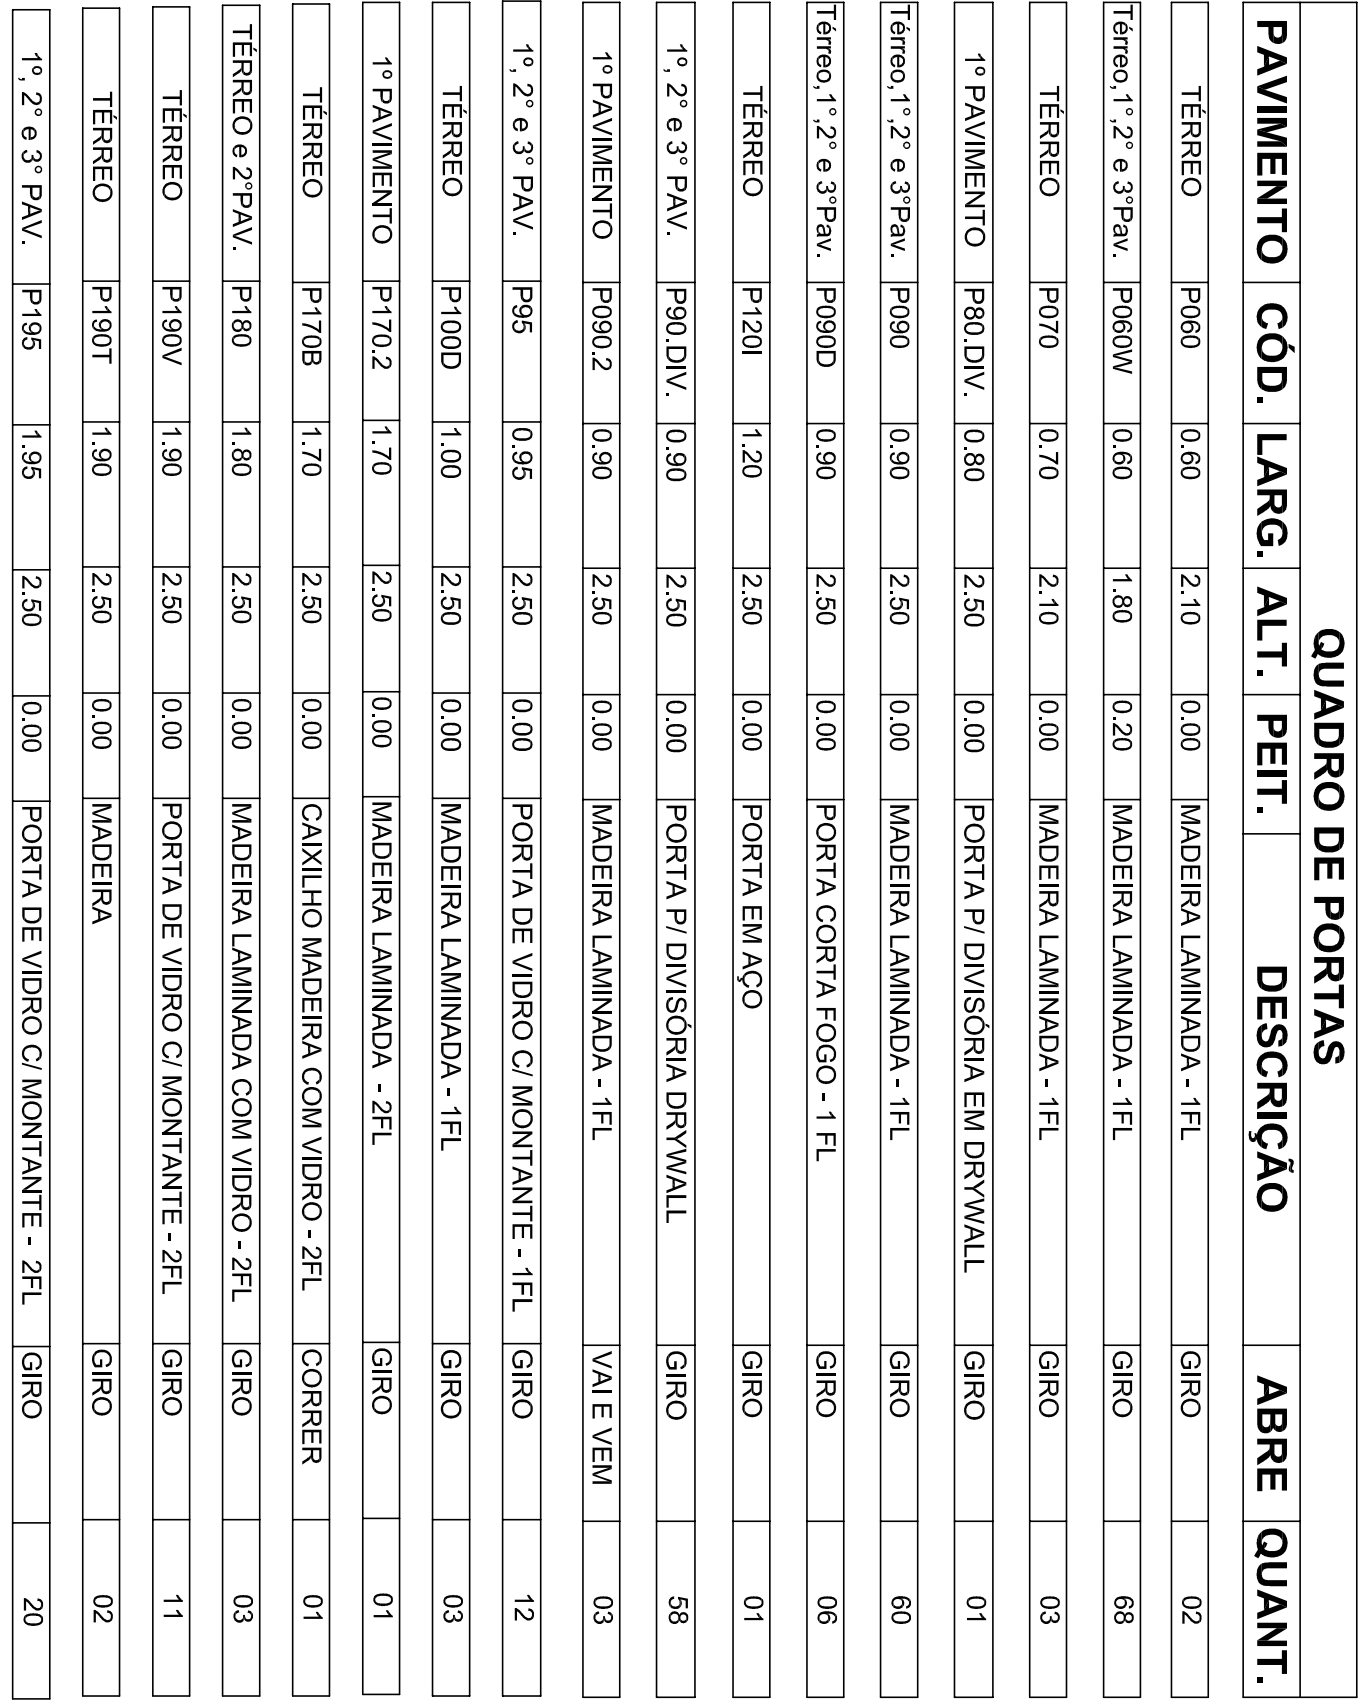 QUADRO DE PORTAS
PAVIMENTO CÓD. LARG. ALT. PEIT. DESCRIÇÃO ABRE QUANT.
TÉRREO P060 0.60 2.10 0.00 MADEIRA LAMINADA - 1FL GIRO 02
Térreo,1°,2° e 3°Pav. P060W 0.60 1.80 0.20 MADEIRA LAMINADA - 1FL GIRO 68
TÉRREO P070 0.70 2.10 0.00 MADEIRA LAMINADA - 1FL GIRO 03
1º PAVIMENTO P80.DIV. 0.80 2.50 0.00 PORTA P/ DIVISÓRIA EM DRYWALL GIRO 01
Térreo,1°,2° e 3°Pav. P090 0.90 2.50 0.00 MADEIRA LAMINADA - 1FL GIRO 60
Térreo,1°,2° e 3°Pav. P090D 0.90 2.50 0.00 PORTA CORTA FOGO - 1 FL GIRO 06
TÉRREO P120I 1.20 2.50 0.00 PORTA EM AÇO GIRO 01
1º, 2° e 3° PAV. P90.DIV. 0.90 2.50 0.00 PORTA P/ DIVISÓRIA DRYWALL GIRO 58
1º PAVIMENTO P090.2 0.90 2.50 0.00 MADEIRA LAMINADA - 1FL VAI E VEM 03
1º, 2° e 3° PAV. P95 0.95 2.50 0.00 PORTA DE VIDRO C/ MONTANTE - 1FL GIRO 12
TÉRREO P100D 1.00 2.50 0.00 MADEIRA LAMINADA - 1FL GIRO 03
1º PAVIMENTO P170.2 1.70 2.50 0.00 MADEIRA LAMINADA - 2FL GIRO 01
TÉRREO P170B 1.70 2.50 0.00 CAIXILHO MADEIRA COM VIDRO - 2FL CORRER 01
TÉRREO e 2°PAV. P180 1.80 2.50 0.00 MADEIRA LAMINADA COM VIDRO - 2FL GIRO 03
TÉRREO P190V 1.90 2.50 0.00 PORTA DE VIDRO C/ MONTANTE - 2FL GIRO 11
TÉRREO P190T 1.90 2.50 0.00 MADEIRA GIRO 02
1º, 2° e 3° PAV. P195 1.95 2.50 0.00 PORTA DE VIDRO C/ MONTANTE - 2FL GIRO 20